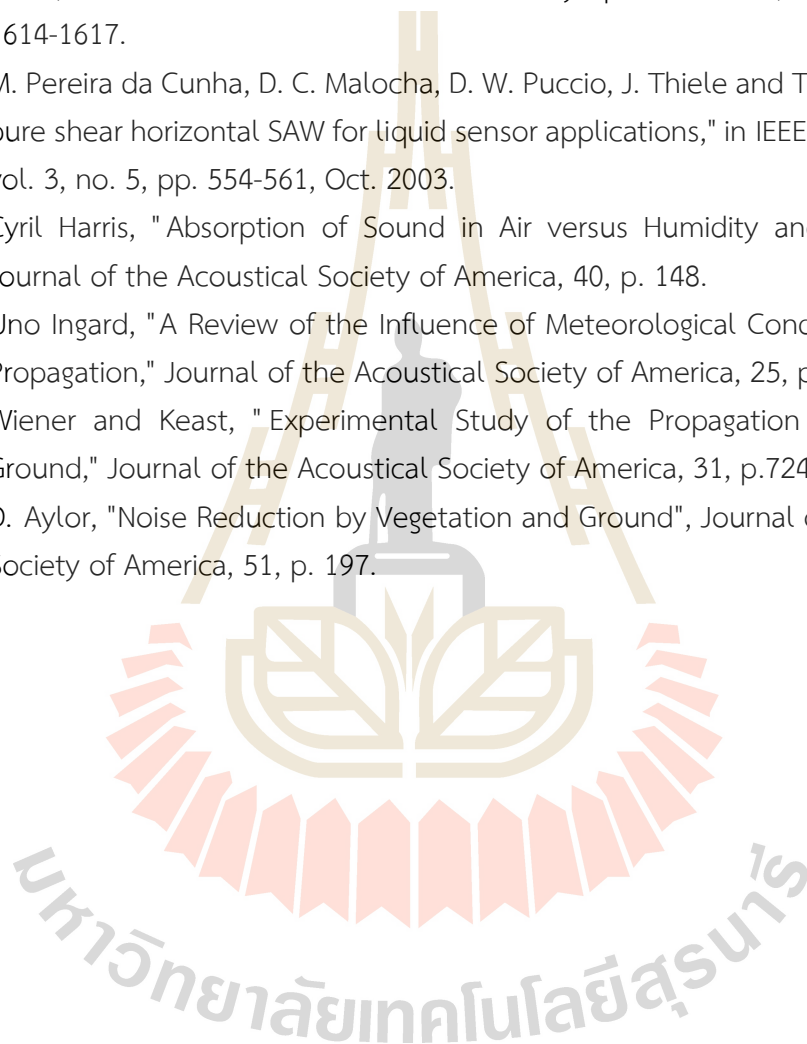 614-1617.
M. Pereira da Cunha, D. C. Malocha, D. W. Puccio, J. Thiele and T
pure shear horizontal SAW for liquid sensor applications," in IEEE
vol. 3, no. 5, pp. 554-561, Oct. 2003.
Cyril Harris, "Absorption of Sound in Air versus Humidity an
Journal of the Acoustical Society of America, 40, p. 148.
Uno Ingard, "A Review of the Influence of Meteorological Conc
Propagation," Journal of the Acoustical Society of America, 25, p
Wiener and Keast, "Experimental Study of the Propagation
Ground," Journal of the Acoustical Society of America, 31, p.724
D. Aylor, "Noise Reduction by Vegetation and Ground", Journal
Society of America, 51, p. 197.
มหาวิทยาลัยเทคโนโลยีสุรนารี